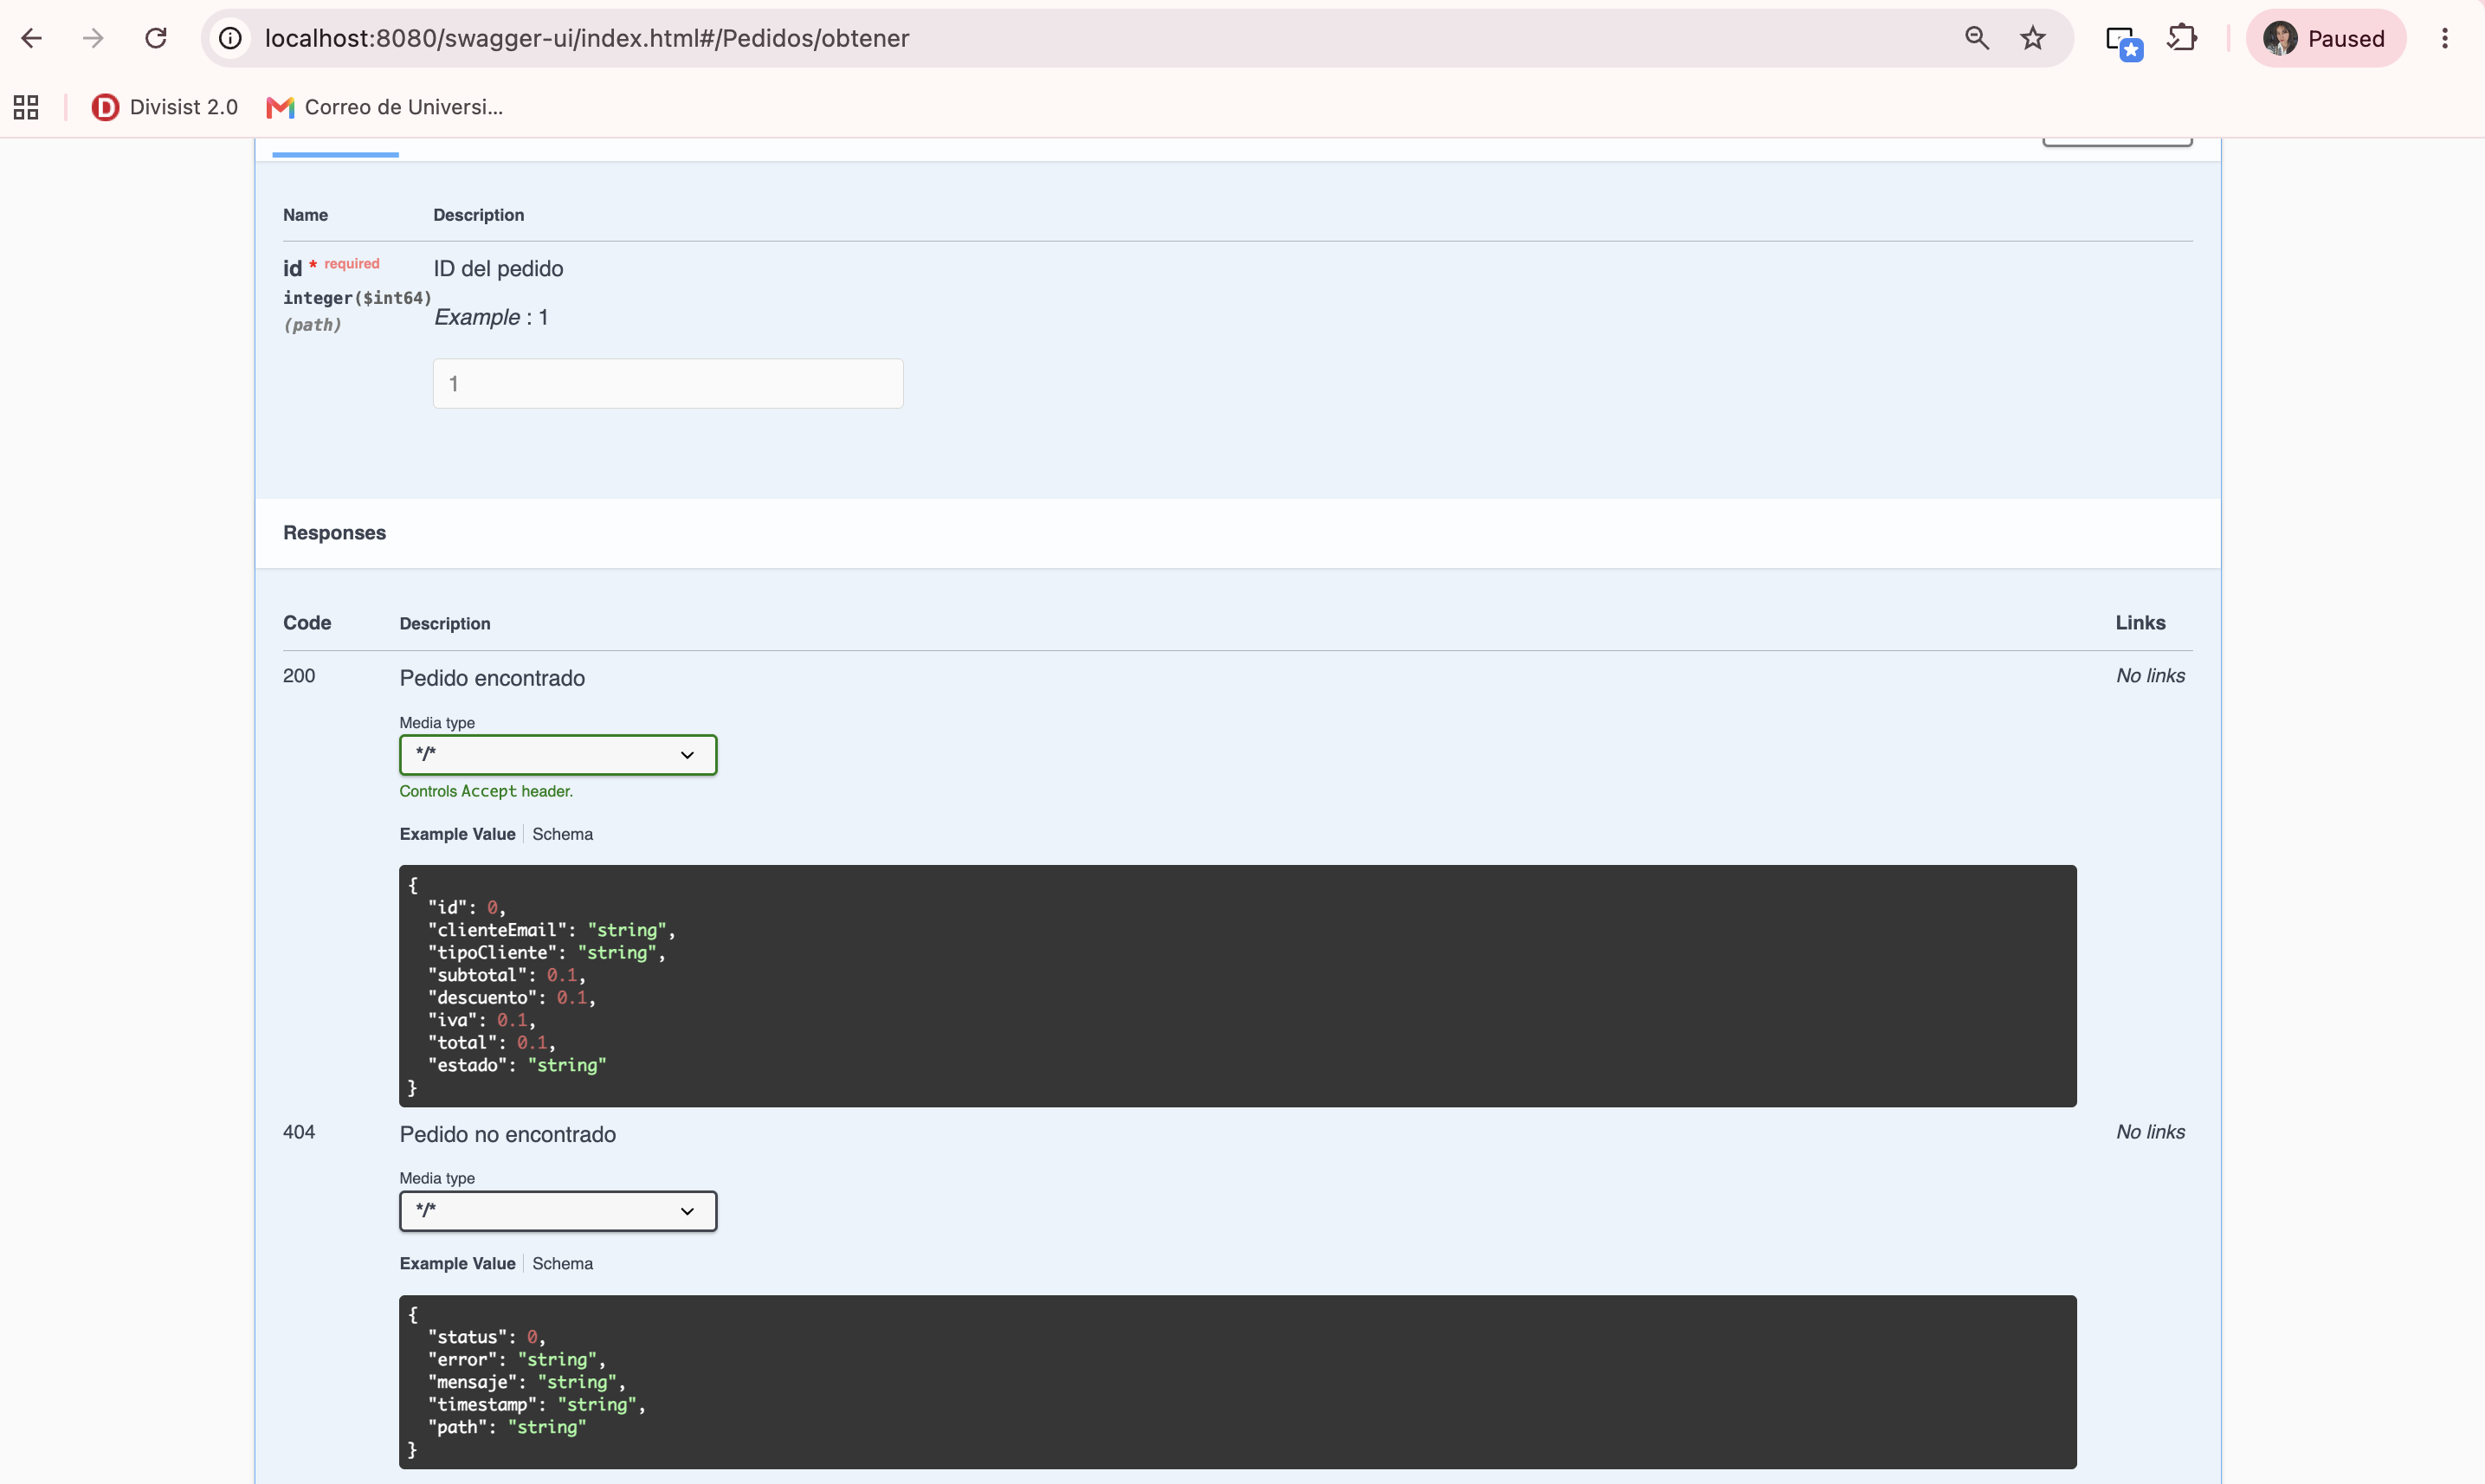 localhost:8080/swagger-ui/index.html#/Pedidos/obtener
Paused
Divisist 2.0
Correo de Universi...
Name
Description
id * required
integer($int64)
(path)
ID del pedido
Example : 1
1
Responses
Code
Description
Links
200
Pedido encontrado
No links
Media type
*/*
Controls Accept header.
Example Value
Schema
{
"id": 0,
"clienteEmail": "string",
"tipoCliente": "string",
"subtotal": 0.1,
"descuento": 0.1,
"iva": 0.1,
"total": 0.1,
"estado": "string"
}
404
Pedido no encontrado
No links
Media type
*/*
Example Value
Schema
{
"status": 0,
"error": "string",
"mensaje": "string",
"timestamp": "string",
"path": "string"
}